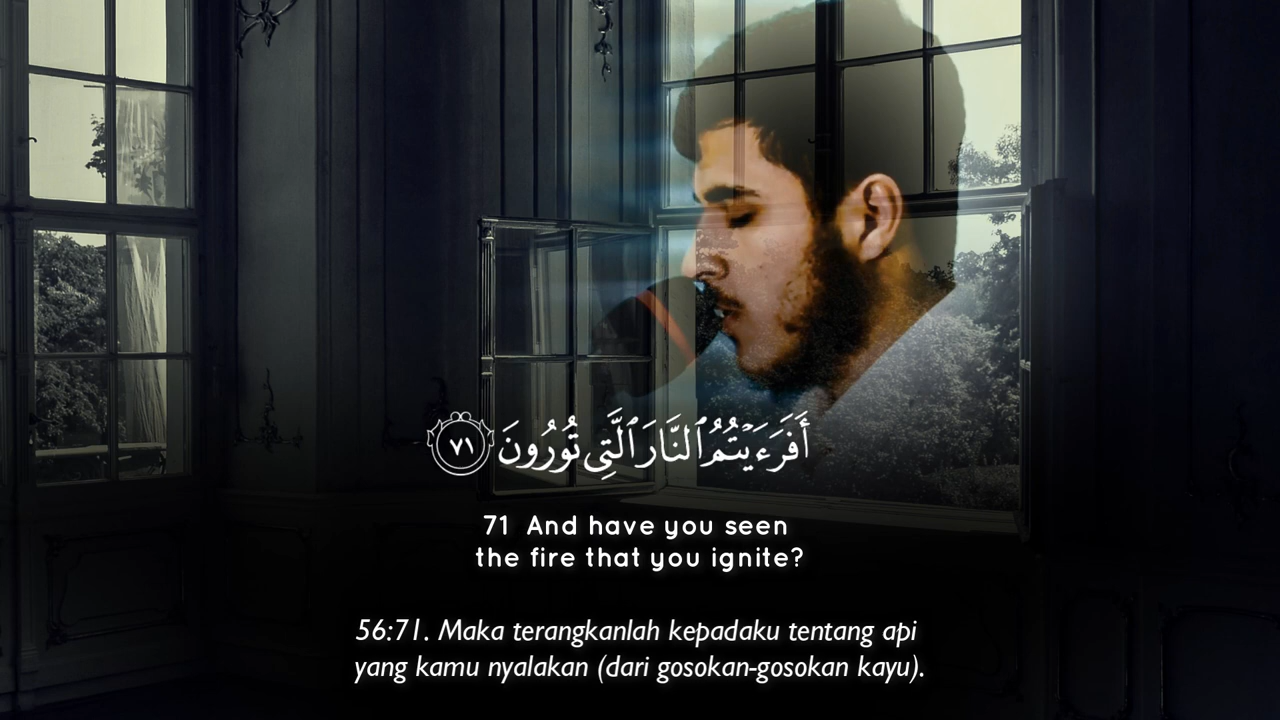 أَفَرَءَيْتُمُ ٱلنَّارَ ٱلَّتِى تُورُونَ ٧١
71 And have you seen
the fire that you ignite?
56:71. Maka terangkanlah kepadaku tentang api
yang kamu nyalakan (dari gosokan-gosokan kayu).